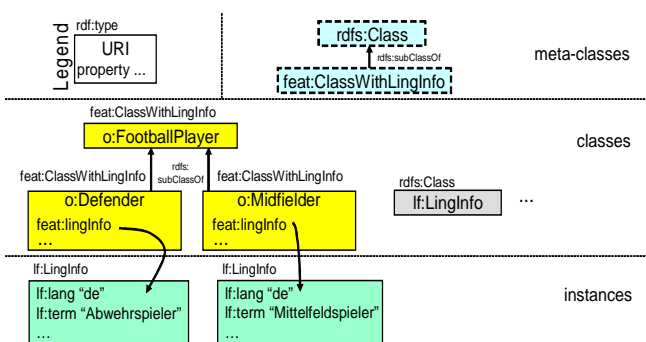 Legend
rdf:type
URI
property ...
rdfs:Class
rdfs:subClassOf
feat:ClassWithLingInfo
meta-classes
feat:ClassWithLingInfo
o:FootballPlayer
classes
feat:ClassWithLingInfo
rdfs:
subClassOf
feat:ClassWithLingInfo
o:Defender
feat:lingInfo
...
o:Midfielder
feat:lingInfo
...
rdfs:Class
lf:LingInfo
...
lf:LingInfo
lf:lang “de”
lf:term “Abwehrspieler”
...
lf:LingInfo
lf:lang “de”
lf:term “Mittelfeldspieler”
...
instances